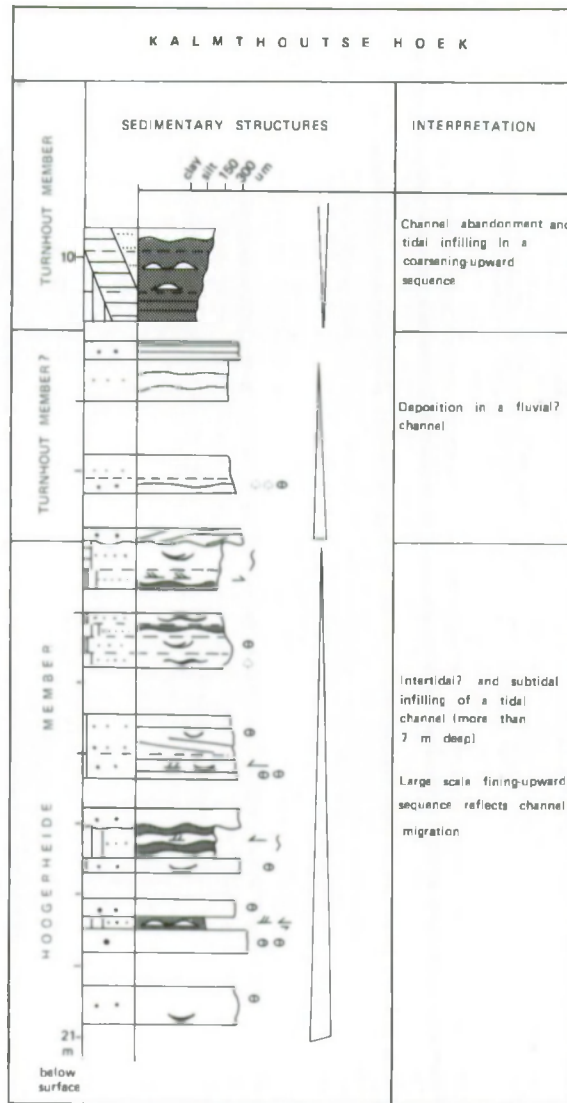 KALMTHOUTSE HOEK
SEDIMENTARY STRUCTURES
INTERPRETATION
clay
silt
150
300
um
TURNHOUT MEMBER
10
Channel abandonment and
tidal infilling in a
coarsening-upward
sequence
TURNHOUT MEMBER?
Deposition in a fluvial?
channel
HOOGERHEIDE MEMBER
Intertidal? and subtidal
infilling of a tidal
channel (more than
7 m deep)
Large scale fining-upward
sequence reflects channel
migration
21
m
below
surface